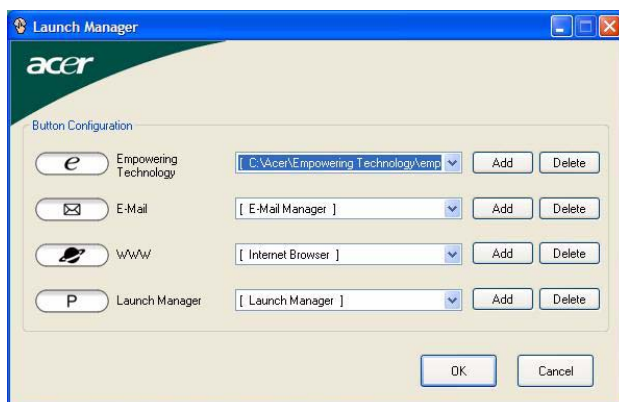 Launch Manager
acer
Button Configuration
e Empowering Technology [ C:\Acer\Empowering Technology\emp Add Delete
E-Mail [ E-Mail Manager ] Add Delete
WWW [ Internet Browser ] Add Delete
P Launch Manager [ Launch Manager ] Add Delete
OK Cancel